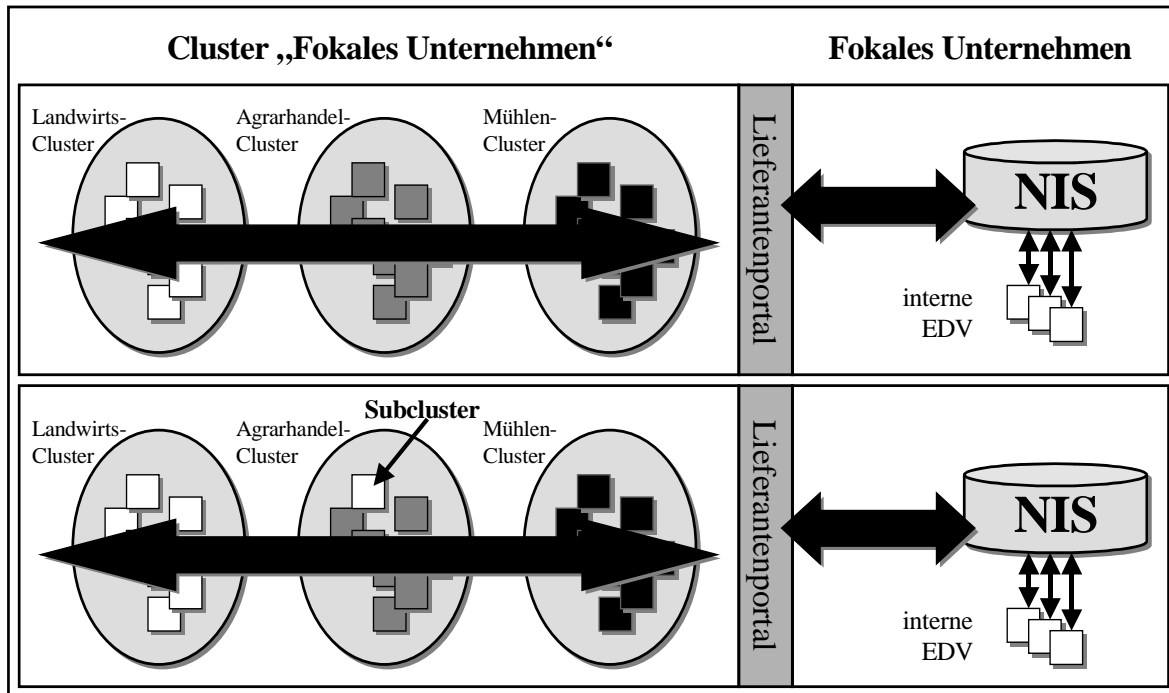 Cluster „Fokales Unternehmen“
Fokales Unternehmen
Landwirts-
Cluster
Agrarhandel-
Cluster
Mühlen-
Cluster
Lieferantenportal
NIS
interne
EDV
Subcluster
Landwirts-
Cluster
Agrarhandel-
Cluster
Mühlen-
Cluster
Lieferantenportal
NIS
interne
EDV